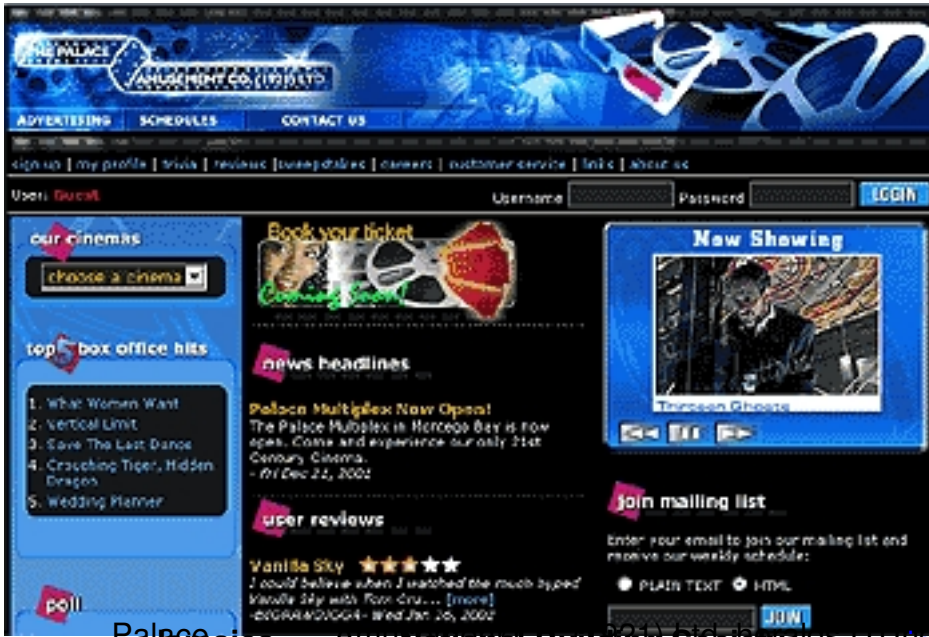 THE PALACE
AMUSEMENT CO. (1921) LTD
ADVERTISING SCHEDULES CONTACT US
sign up | my profile | trivia | reviews | sweepstakes | careers | customer service | links | about us
User: Guest
Username Password LOGIN
our cinemas
choose a cinema
top 5 box office hits
1. What Women Want
2. Vertical Limit
3. Save The Last Dance
4. Crouching Tiger, Hidden
Dragon
5. Wedding Planner
poll
Book your ticket
Coming Soon!
news headlines
Palace Multiplex Now Open!
The Palace Multiplex in Montego Bay is now
open. Come and experience our only 21st
Century Cinema.
- Fri Dec 21, 2001
user reviews
Vanilla Sky
I could believe when I watched the much hyped
Vanilla Sky with Tom Cru... [more]
Wed Jan 16, 2002
Now Showing
Thirteen Ghosts
join mailing list
Enter your email to join our mailing list and
receive our weekly schedule:
PLAIN TEXT HTML
JOIN
Palace